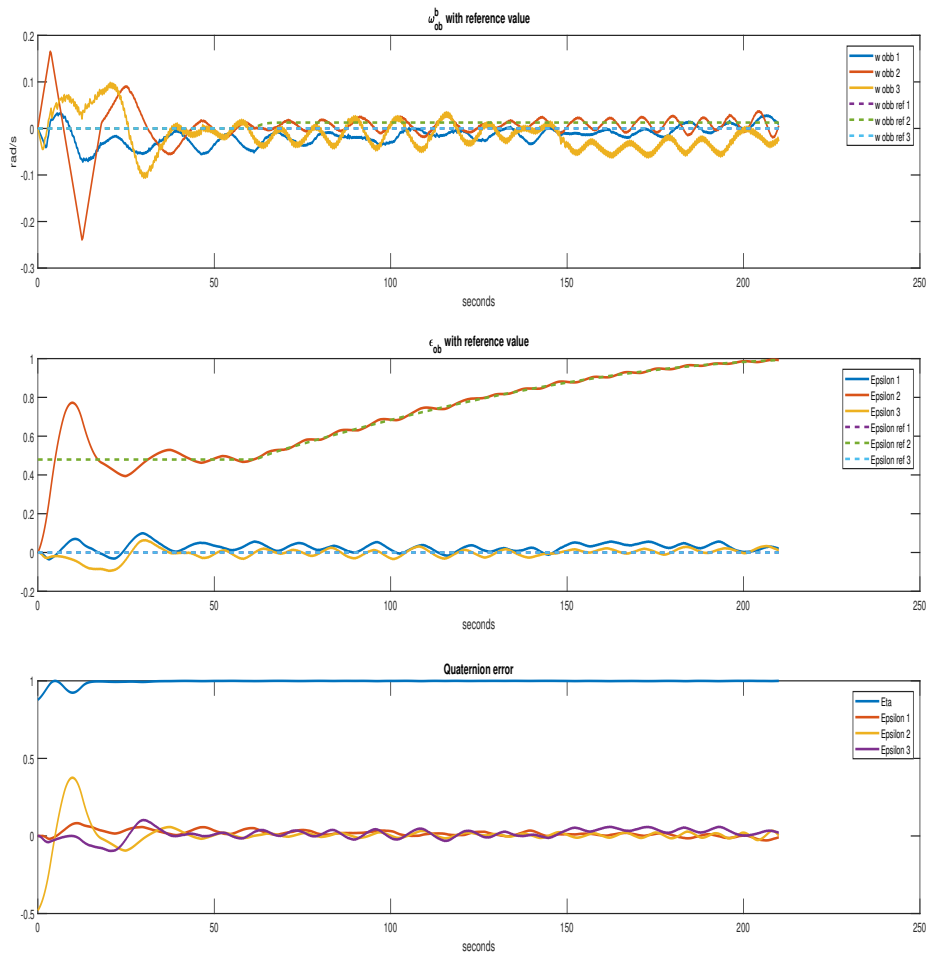 ω_ob^b with reference value
0.2
0.1
0
-0.1
-0.2
-0.3
rad/s
0 50 100 150 200 250
seconds
w obb 1
w obb 2
w obb 3
w obb ref 1
w obb ref 2
w obb ref 3
ϵ_ob with reference value
1
0.8
0.6
0.4
0.2
0
-0.2
0 50 100 150 200 250
seconds
Epsilon 1
Epsilon 2
Epsilon 3
Epsilon ref 1
Epsilon ref 2
Epsilon ref 3
Quaternion error
1
0.5
0
-0.5
0 50 100 150 200 250
seconds
Eta
Epsilon 1
Epsilon 2
Epsilon 3